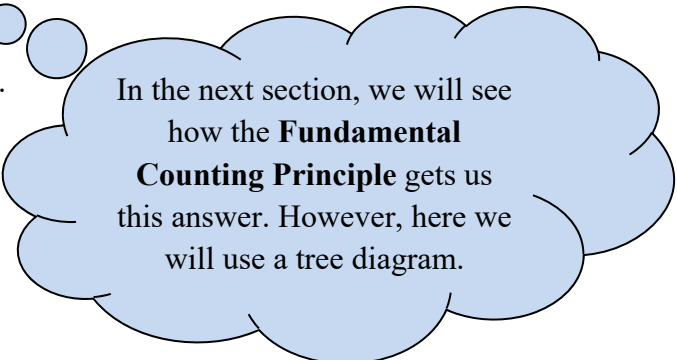 In the next section, we will see
how the Fundamental
Counting Principle gets us
this answer. However, here we
will use a tree diagram.